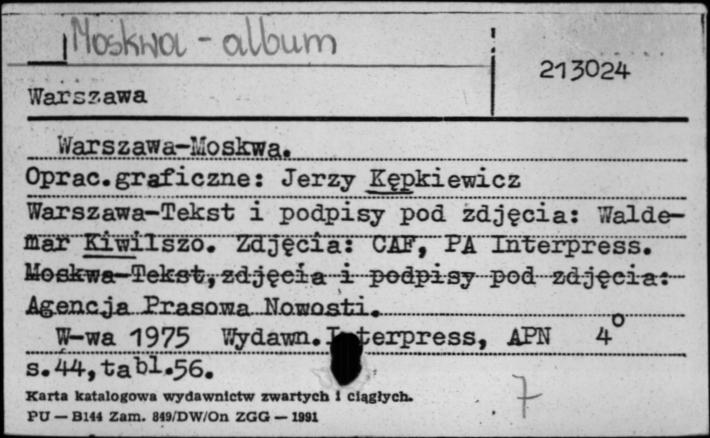 Moskwa - album
213024
Warszawa
Warszawa-Moskwa.
Oprac.graficzne: Jerzy Kępkiewicz
Warszawa-Tekst i podpisy pod zdjęcia: Walde-
mar Kiwilszo. Zdjęcia: CAF, PA Interpress.
Moskwa-Tekst,zdjęcia i podpisy pod zdjęcia:
Agencja Prasowa Nowosti.
W-wa 1975 Wydawn.Interpress, APN 4°
s.44,tabl.56.
Karta katalogowa wydawnictw zwartych i ciągłych.
7
PU — B144 Zam. 849/DW/On ZGG — 1991